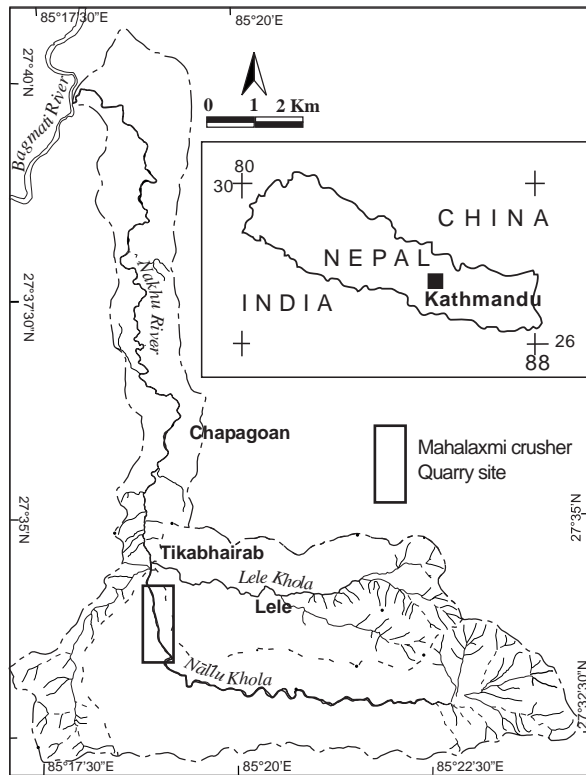 85°17'30"E
85°20'
27°40'N
Bagmati River
0 1 2 Km
80
30
CHINA
NEPAL
INDIA
Kathmandu
26
88
Nakhu River
27°37'30"N
Chapagoan
Mahalaxmi crusher
Quarry site
27°35'N
27°35'
Tikabhairab
Lele Khola
Lele
Nāllu Khola
27°32'30"N
85°17'30"
85°20'
85°22'30"